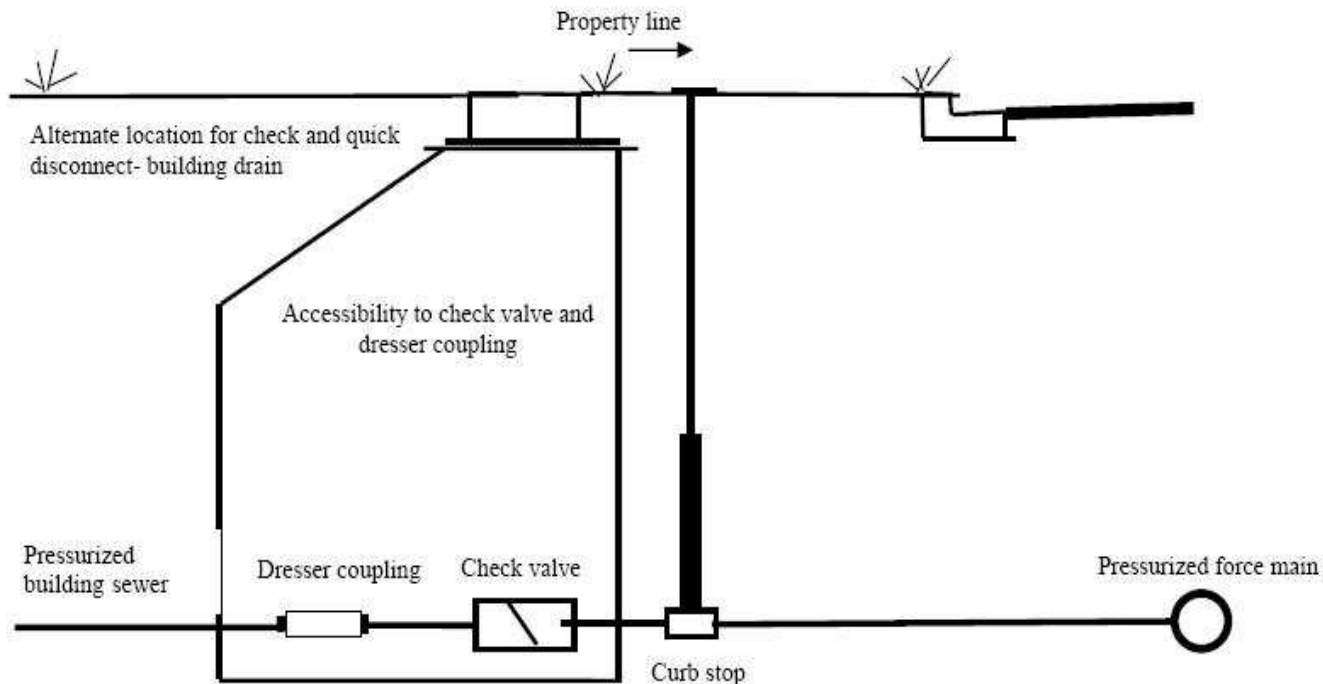 Property line
Alternate location for check and quick
disconnect- building drain
Accessibility to check valve and
dresser coupling
Pressurized
building sewer
Dresser coupling
Check valve
Pressurized force main
Curb stop